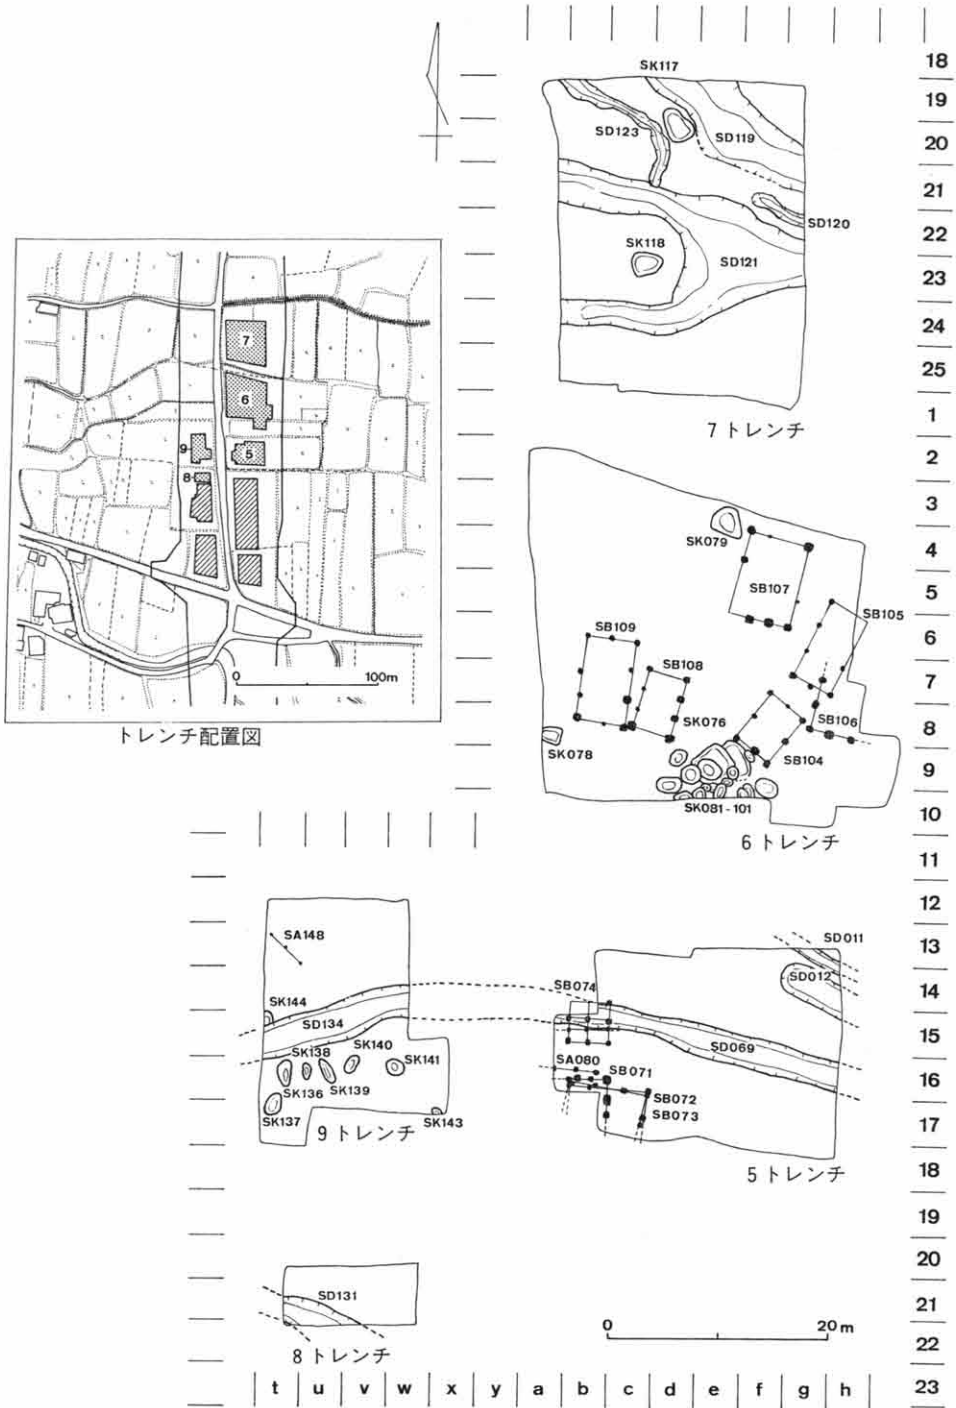 18
19
20
21
22
23
24
25
1
2
3
4
5
6
7
8
9
10
11
12
13
14
15
16
17
18
19
20
21
22
23
SK117
SD123
SD119
SD120
SK118
SD121
7 トレンチ
7
6
9
5
8
0 100m
トレンチ配置図
SK079
SB107
SB105
SB109
SB108
SK076
SB106
SK078
SB104
SK081-101
6 トレンチ
SA148
SK144
SD134
SK138
SK140
SK141
SK136
SK139
SK137
SK143
9 トレンチ
SD011
SD012
SB074
SD069
SA080
SB071
SB072
SB073
5 トレンチ
SD131
8 トレンチ
0 20m
t u v w x y a b c d e f g h